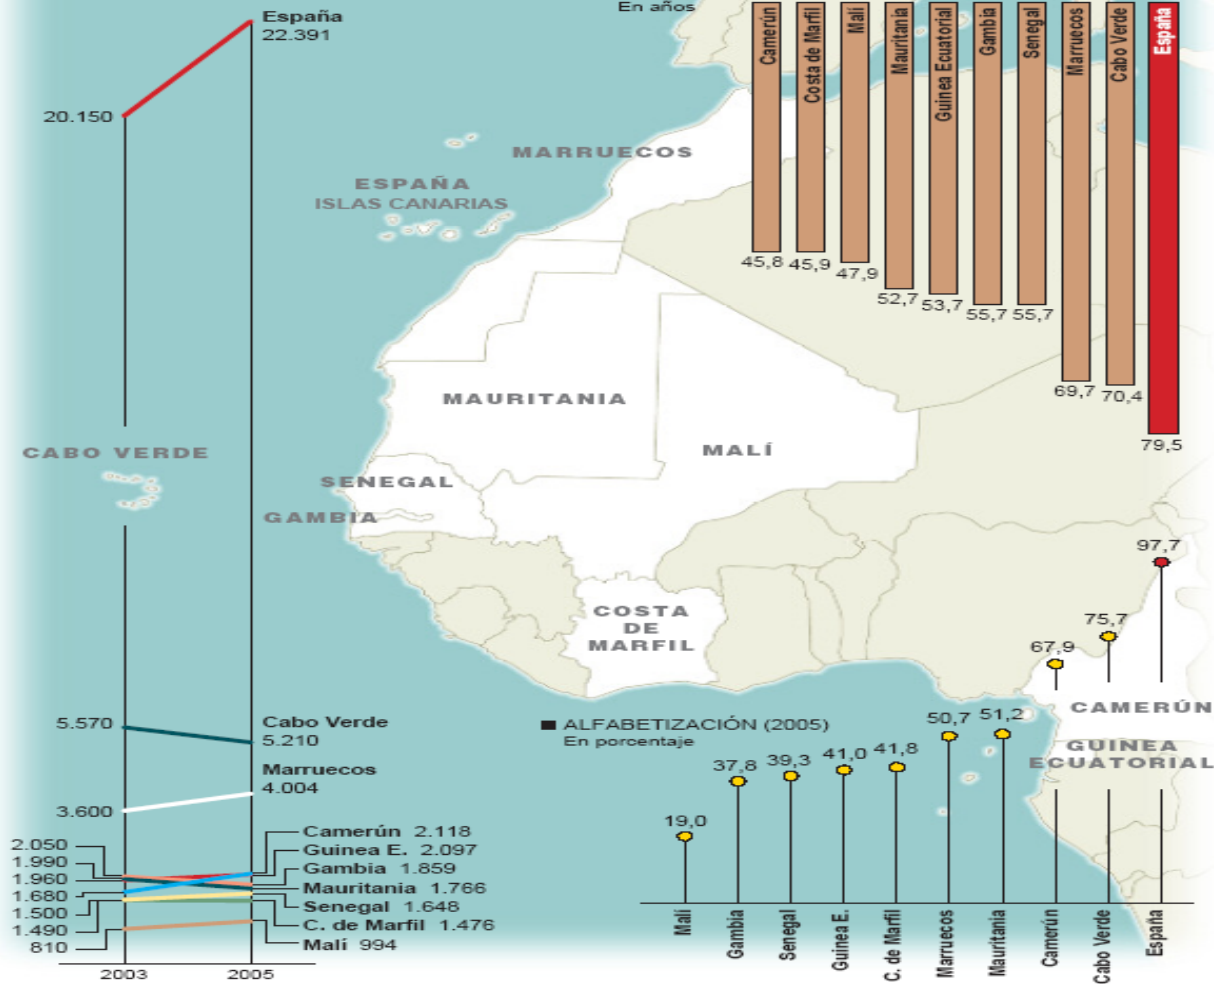 España
22.391
20.150
5.570
Cabo Verde
5.210
Marruecos
4.004
3.600
2.050
1.990
1.960
1.680
1.500
1.490
810
Camerún 2.118
Guinea E. 2.097
Gambia 1.859
Mauritania 1.766
Senegal 1.648
C. de Marfil 1.476
Malí 994
2003
2005
MARRUECOS
ESPAÑA
ISLAS CANARIAS
MAURITANIA
MALÍ
CABO VERDE
SENEGAL
GAMBIA
COSTA
DE
MARFIL
CAMERÚN
GUINEA
ECUATORIAL
En años
Camerún
Costa de Marfil
Malí
Mauritania
Guinea Ecuatorial
Gambia
Senegal
Marruecos
Cabo Verde
España
45,8
45,9
47,9
52,7
53,7
55,7
55,7
69,7
70,4
79,5
ALFABETIZACIÓN (2005)
En porcentaje
19,0
37,8
39,3
41,0
41,8
50,7
51,2
67,9
75,7
97,7
Malí
Gambia
Senegal
Guinea E.
C. de Marfil
Marruecos
Mauritania
Camerún
Cabo Verde
España